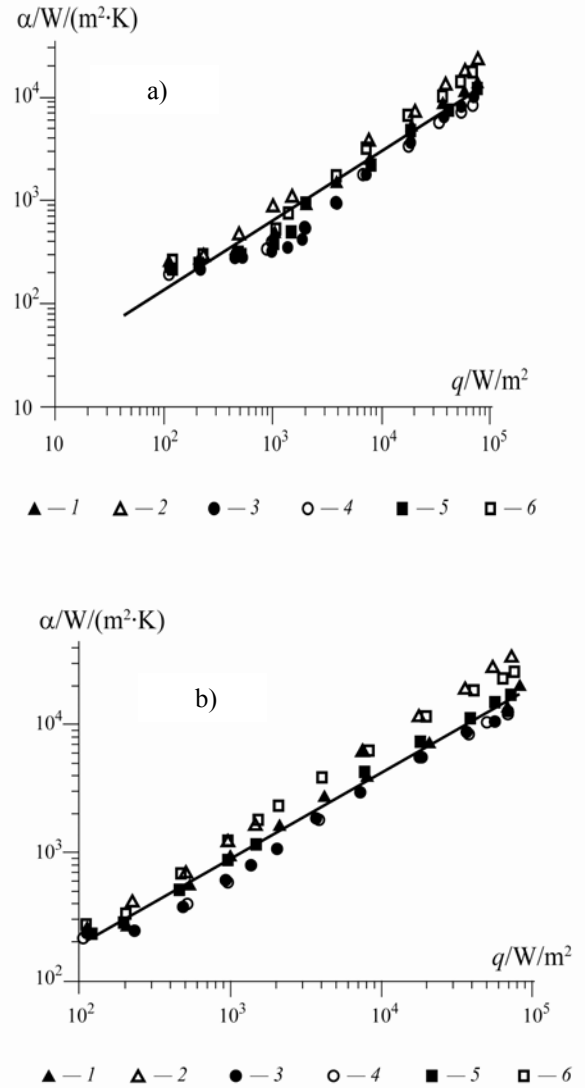 α/W/(m²·K)
a)
10⁴
10³
10²
10
q/W/m²
10 10² 10³ 10⁴ 10⁵
▲ — 1 △ — 2 ● — 3 ○ — 4 ■ — 5 □ — 6
α/W/(m²·K)
b)
10⁴
10³
10²
q/W/m²
10² 10³ 10⁴ 10⁵
▲ — 1 △ — 2 ● — 3 ○ — 4 ■ — 5 □ — 6